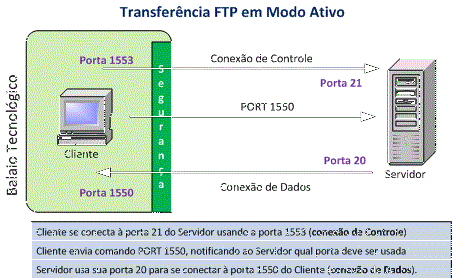 Transferência FTP em Modo Ativo
Porta 1553
Conexão de Controle
Porta 21
PORT 1550
Cliente
Segurança
Balaio Tecnológico
Porta 20
Servidor
Porta 1550
Conexão de Dados
Cliente se conecta à porta 21 do Servidor usando a porta 1553 (conexão de Controle)
Cliente envia comando PORT 1550, notificando ao Servidor qual porta deve ser usada
Servidor usa sua porta 20 para se conectar à porta 1550 do Cliente (conexão de Dados).